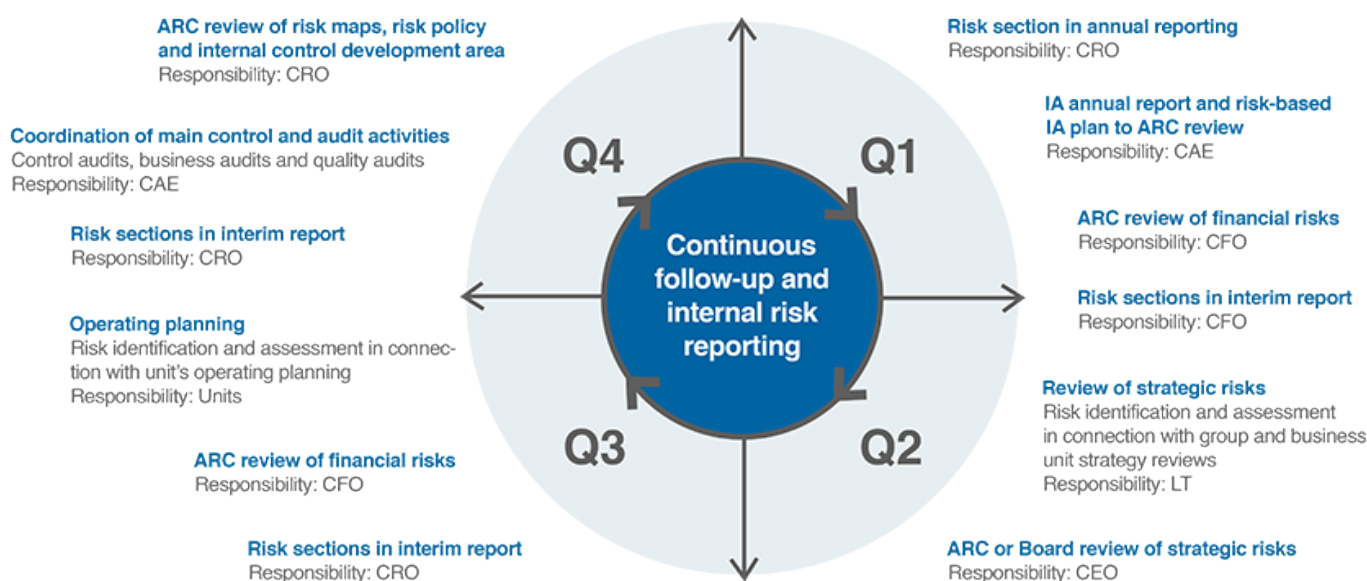 ARC review of risk maps, risk policy
and internal control development area
Responsibility: CRO
Coordination of main control and audit activities
Control audits, business audits and quality audits
Responsibility: CAE
Risk sections in interim report
Responsibility: CRO
Operating planning
Risk identification and assessment in connec-
tion with unit's operating planning
Responsibility: Units
ARC review of financial risks
Responsibility: CFO
Risk sections in interim report
Responsibility: CRO
Q4
Q1
Continuous
follow-up and
internal risk
reporting
Q3
Q2
Risk section in annual reporting
Responsibility: CRO
IA annual report and risk-based
IA plan to ARC review
Responsibility: CAE
ARC review of financial risks
Responsibility: CFO
Risk sections in interim report
Responsibility: CFO
Review of strategic risks
Risk identification and assessment
in connection with group and business
unit strategy reviews
Responsibility: LT
ARC or Board review of strategic risks
Responsibility: CEO